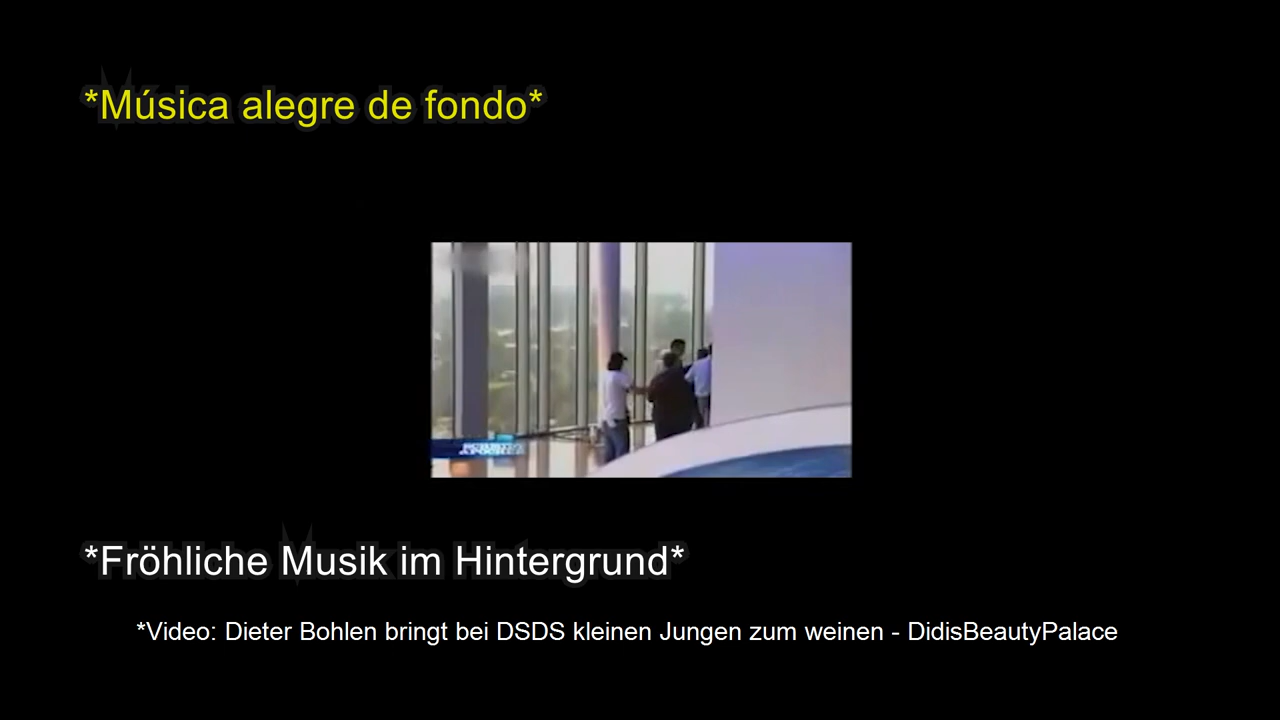 *Música alegre de fondo*
*Fröhliche Musik im Hintergrund*
*Video: Dieter Bohlen bringt bei DSDS kleinen Jungen zum weinen - DidisBeautyPalace